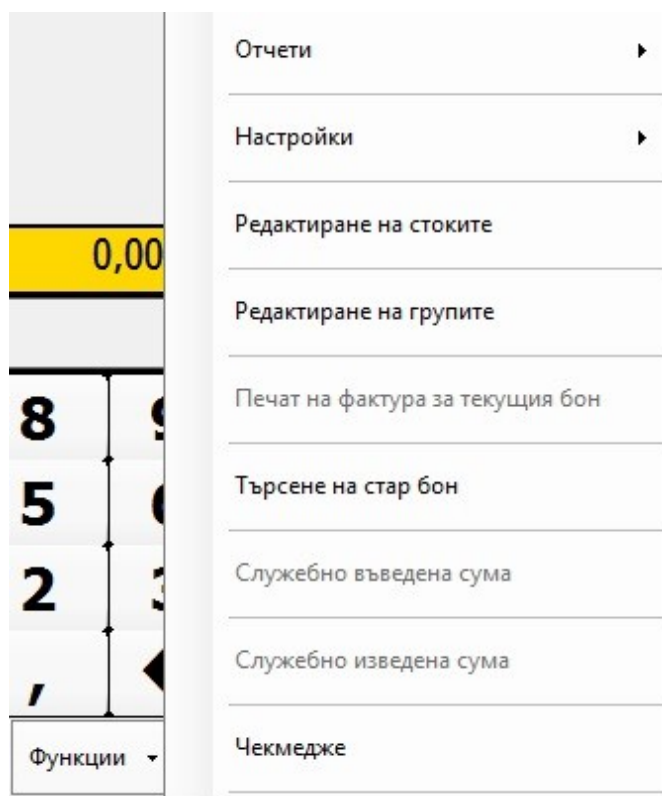 Отчети
Настройки
Редактиране на стоките
0,00
Редактиране на групите
8
Печат на фактура за текущия бон
5
Търсене на стар бон
2
Служебно въведена сума
,
Служебно изведена сума
Функции
Чекмедже